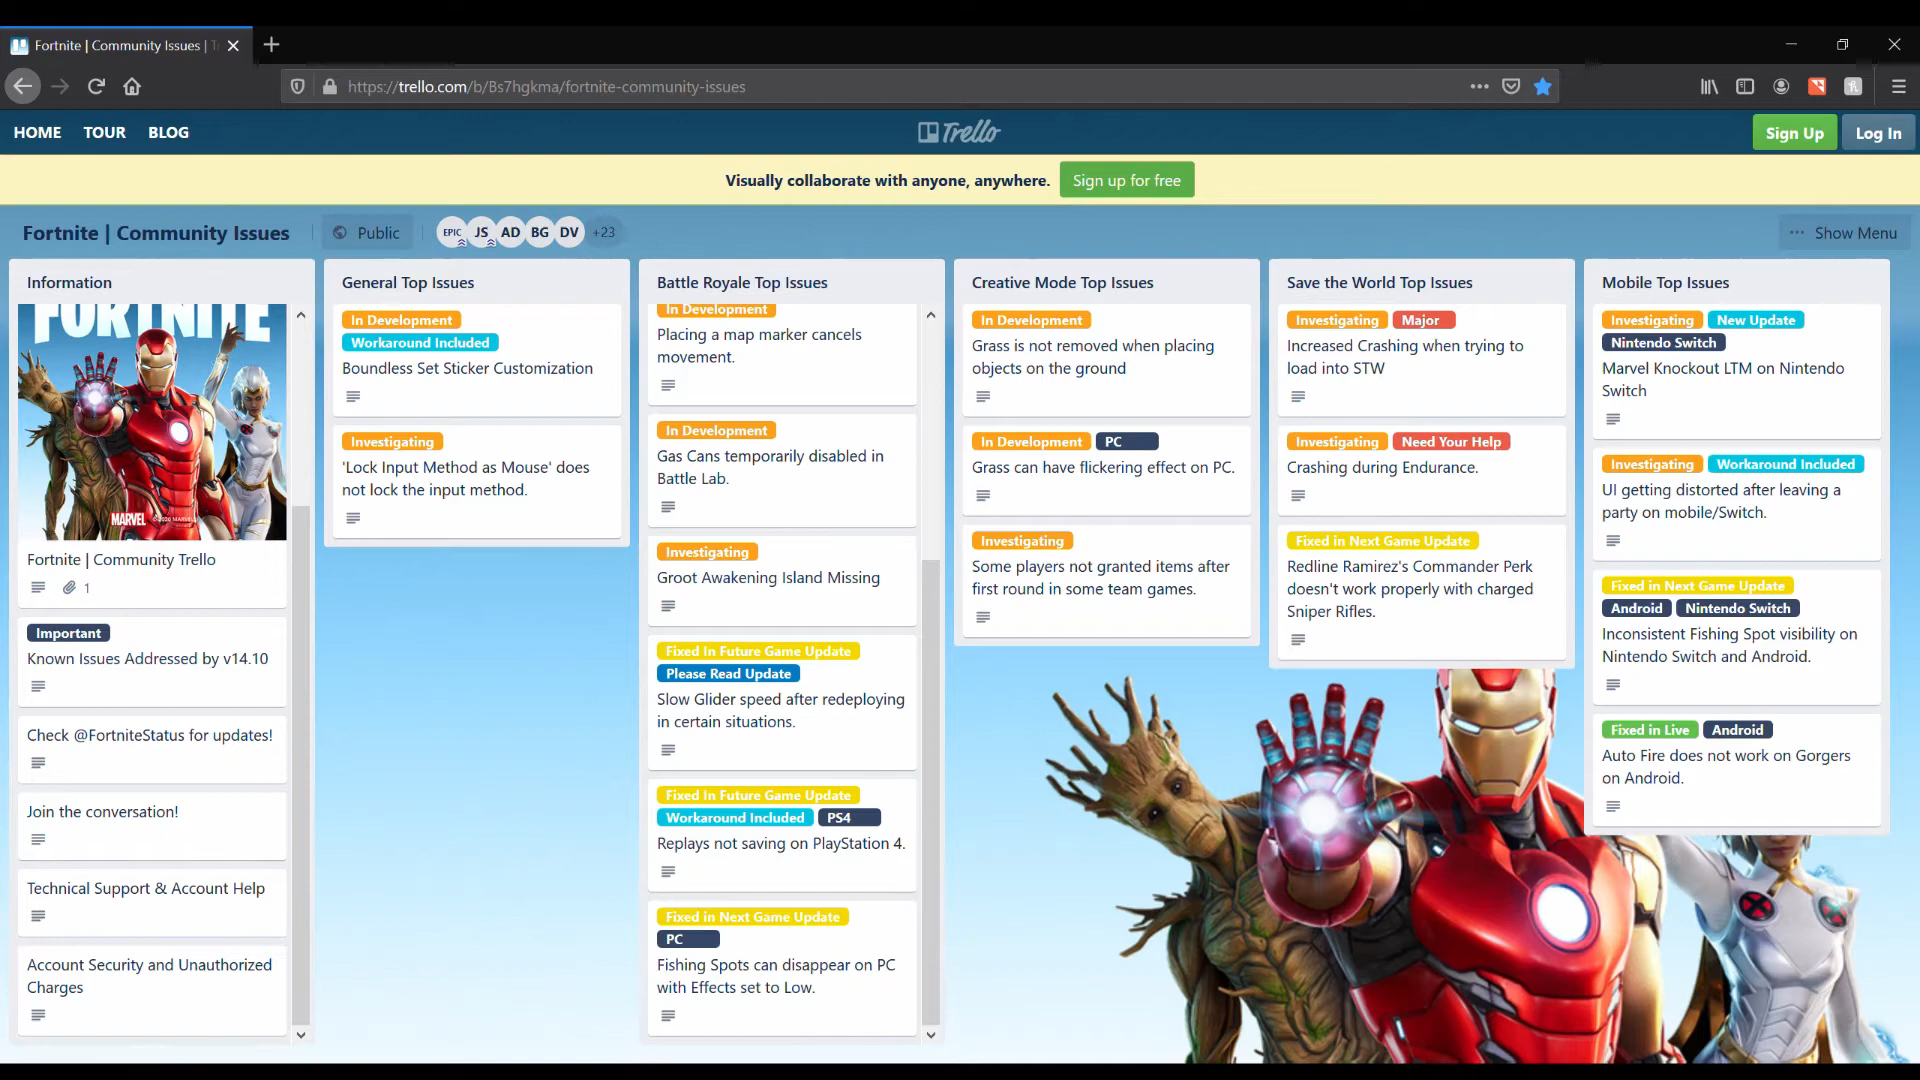 Fortnite | Community Issues | T
https://trello.com/b/Bs7hgkma/fortnite-community-issues
HOME TOUR BLOG
Trello
Sign Up Log In
Visually collaborate with anyone, anywhere. Sign up for free
Fortnite | Community Issues Public EPIC JS AD BG DV +23 Show Menu
Information
FORTNITE
MARVEL
Fortnite | Community Trello
1
Important
Known Issues Addressed by v14.10
Check @FortniteStatus for updates!
Join the conversation!
Technical Support & Account Help
Account Security and Unauthorized
Charges
General Top Issues
In Development
Workaround Included
Boundless Set Sticker Customization
Investigating
'Lock Input Method as Mouse' does
not lock the input method.
Battle Royale Top Issues
In Development
Placing a map marker cancels
movement.
In Development
Gas Cans temporarily disabled in
Battle Lab.
Investigating
Groot Awakening Island Missing
Fixed In Future Game Update
Please Read Update
Slow Glider speed after redeploying
in certain situations.
Fixed In Future Game Update
Workaround Included PS4
Replays not saving on PlayStation 4.
Fixed in Next Game Update
PC
Fishing Spots can disappear on PC
with Effects set to Low.
Creative Mode Top Issues
In Development
Grass is not removed when placing
objects on the ground
In Development PC
Grass can have flickering effect on PC.
Investigating
Some players not granted items after
first round in some team games.
Save the World Top Issues
Investigating Major
Increased Crashing when trying to
load into STW
Investigating Need Your Help
Crashing during Endurance.
Fixed in Next Game Update
Redline Ramirez's Commander Perk
doesn't work properly with charged
Sniper Rifles.
Mobile Top Issues
Investigating New Update
Nintendo Switch
Marvel Knockout LTM on Nintendo
Switch
Investigating Workaround Included
UI getting distorted after leaving a
party on mobile/Switch.
Fixed in Next Game Update
Android Nintendo Switch
Inconsistent Fishing Spot visibility on
Nintendo Switch and Android.
Fixed in Live Android
Auto Fire does not work on Gorgers
on Android.